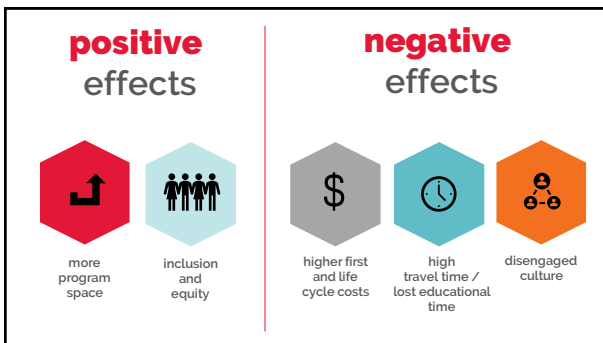 positive
effects
negative
effects
$
more
program
space
inclusion
and
equity
higher first
and life
cycle costs
high
travel time /
lost educational
time
disengaged
culture